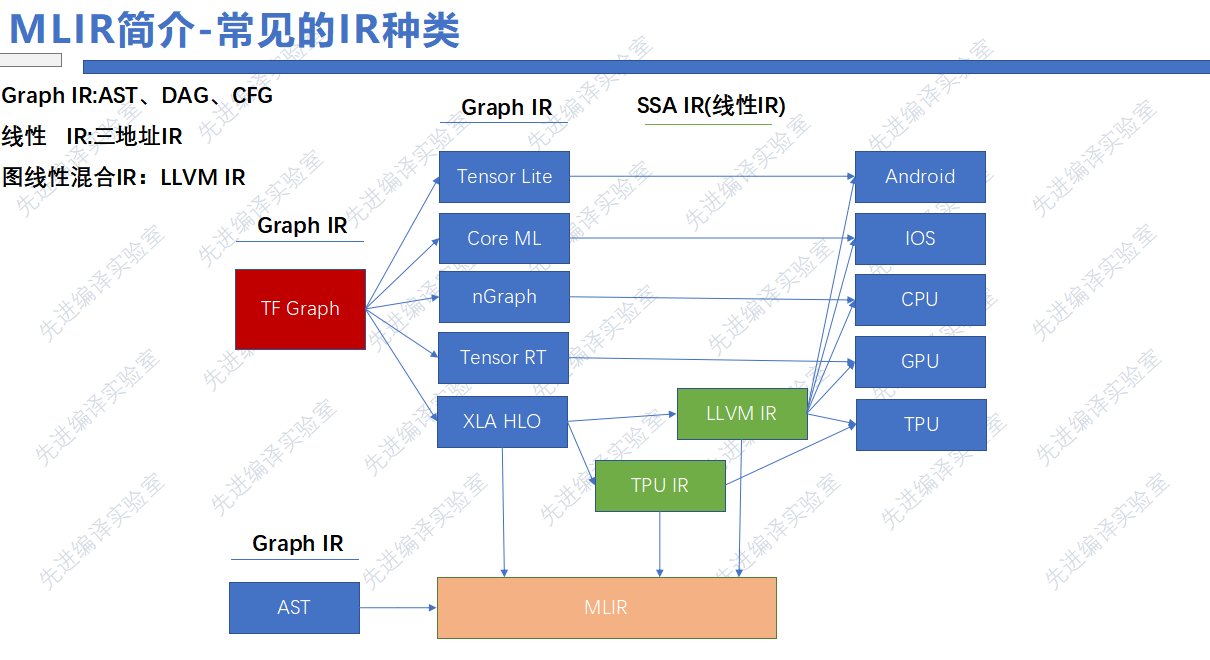 MLIR简介-常见的IR种类
Graph IR:AST、DAG、CFG
线性 IR:三地址IR
图线性混合IR：LLVM IR
Graph IR
SSA IR(线性IR)
Graph IR
TF Graph
Tensor Lite
Core ML
nGraph
Tensor RT
XLA HLO
LLVM IR
TPU IR
Android
IOS
CPU
GPU
TPU
Graph IR
AST
MLIR
先进编译实验室